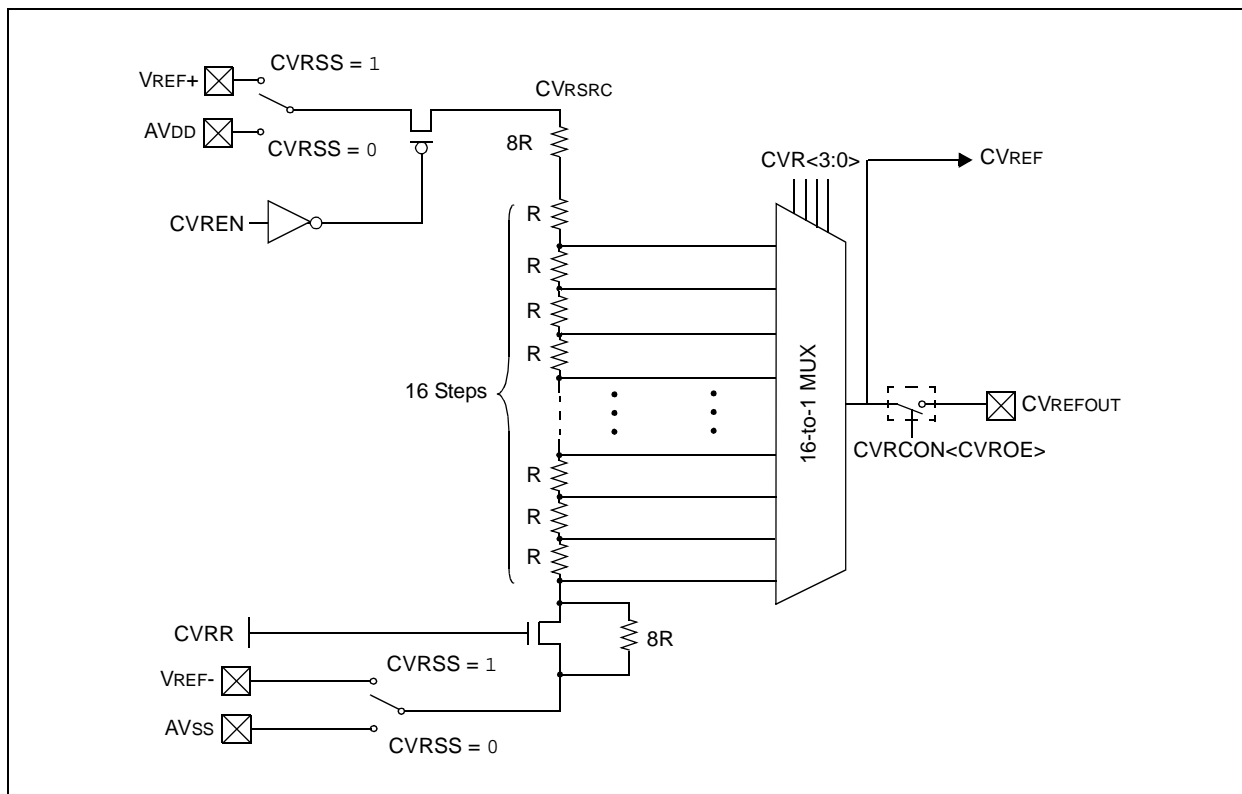 CVRSS = 1
VREF+
CVRSRC
AVDD
8R
CVRSS = 0
CVR<3:0>
CVREF
CVREN
R
R
R
R
16 Steps
16-to-1 MUX
CVREFOUT
CVRCON<CVROE>
R
R
R
CVRR
8R
CVRSS = 1
VREF-
AVSS
CVRSS = 0